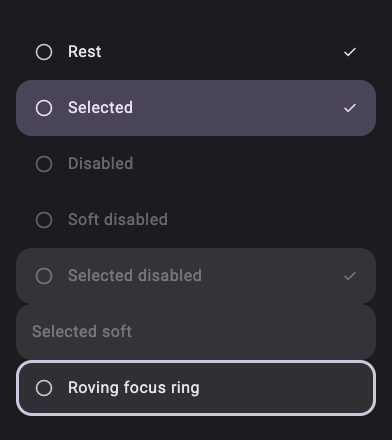 Rest
Selected
Disabled
Soft disabled
Selected disabled
Selected soft
Roving focus ring